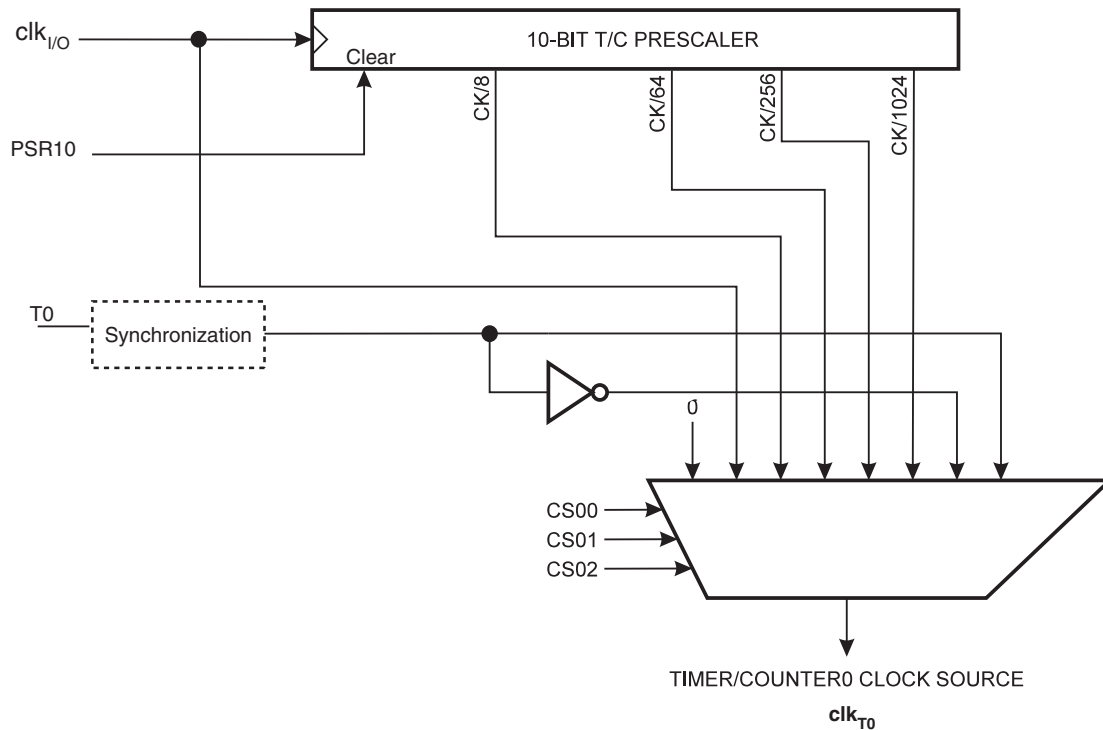 clkI/O
10-BIT T/C PRESCALER
Clear
CK/8
CK/64
CK/256
CK/1024
PSR10
T0
Synchronization
0
CS00
CS01
CS02
TIMER/COUNTER0 CLOCK SOURCE
clkT0